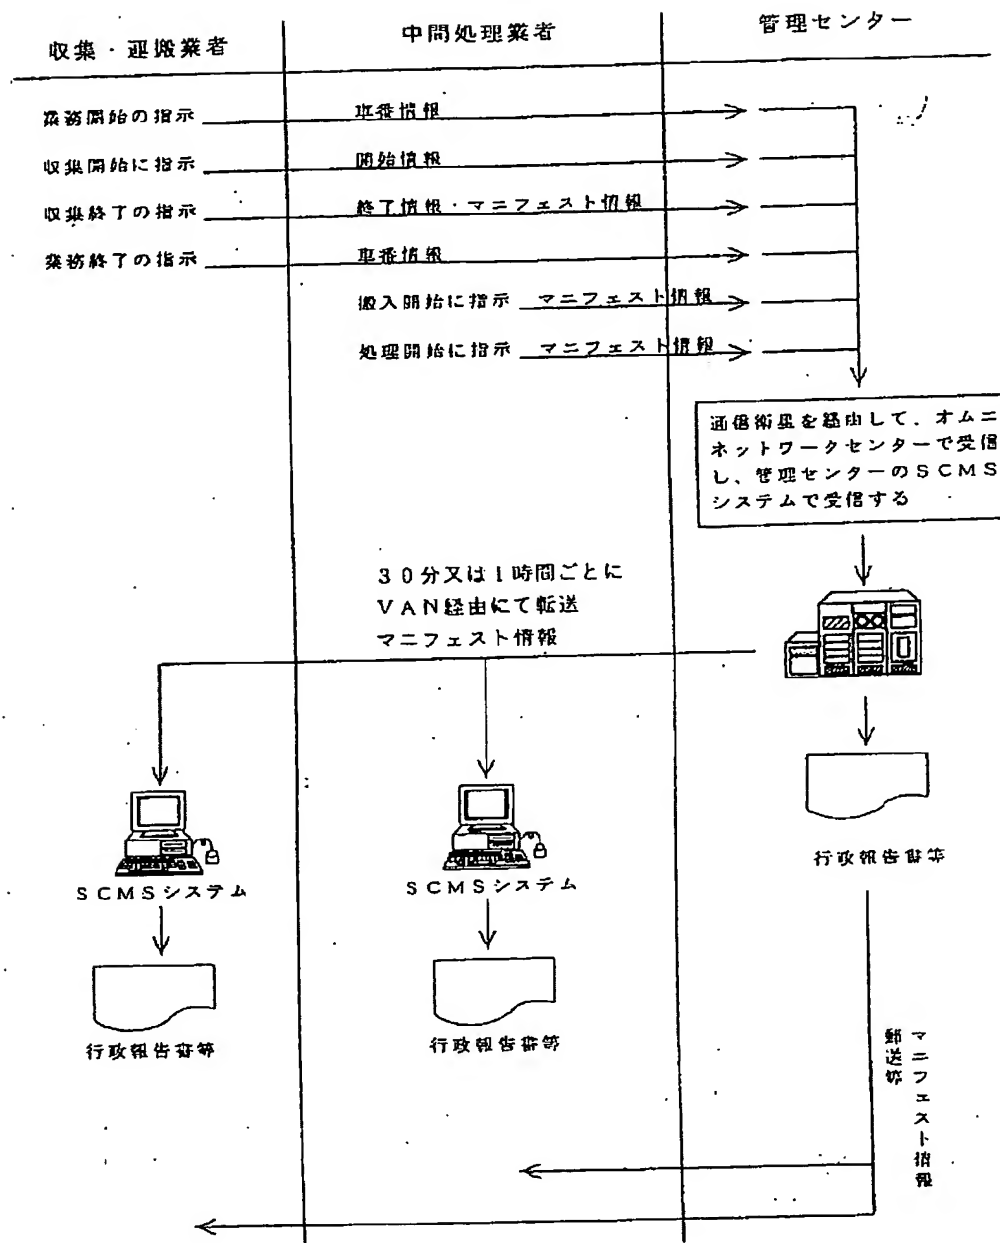 収集・運搬業者
中間処理業者
管理センター
業務開始の指示
車番情報
収集開始に指示
開始情報
収集終了の指示
終了情報・マニフェスト情報
業務終了の指示
車番情報
搬入開始に指示
マニフェスト情報
処理開始に指示
マニフェスト情報
通信衛星を経由して、オムニ
ネットワークセンターで受信
し、管理センターのSCMS
システムで受信する
30分又は1時間ごとに
VAN経由にて転送
マニフェスト情報
行政報告書等
SCMSシステム
SCMSシステム
行政報告書等
行政報告書等
マニフェスト情報
郵送等